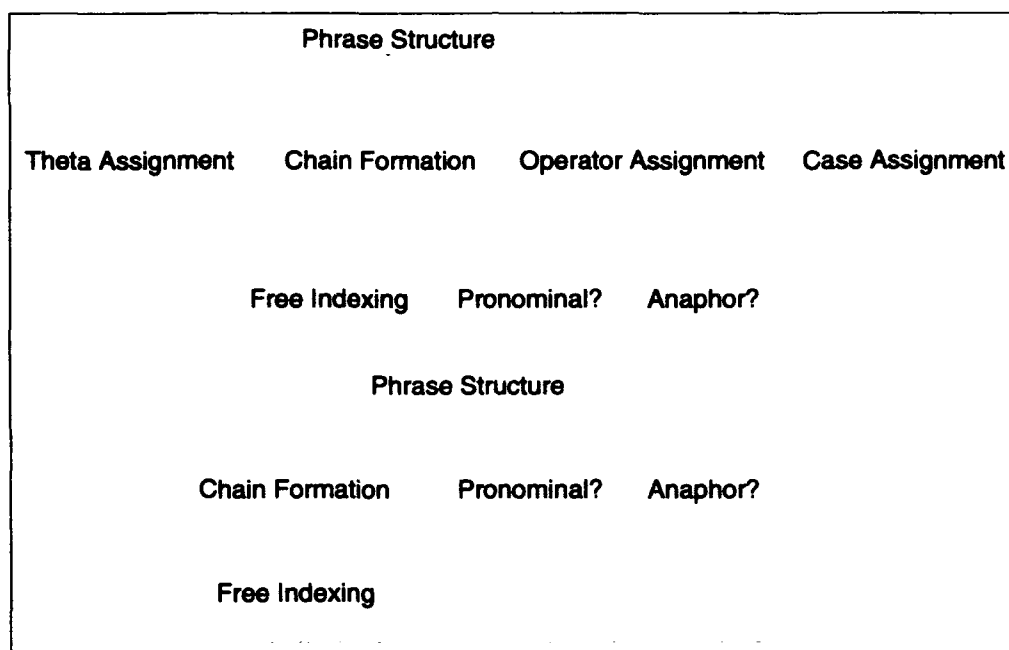 Phrase Structure
Theta Assignment Chain Formation Operator Assignment Case Assignment
Free Indexing Pronominal? Anaphor?
Phrase Structure
Chain Formation Pronominal? Anaphor?
Free Indexing